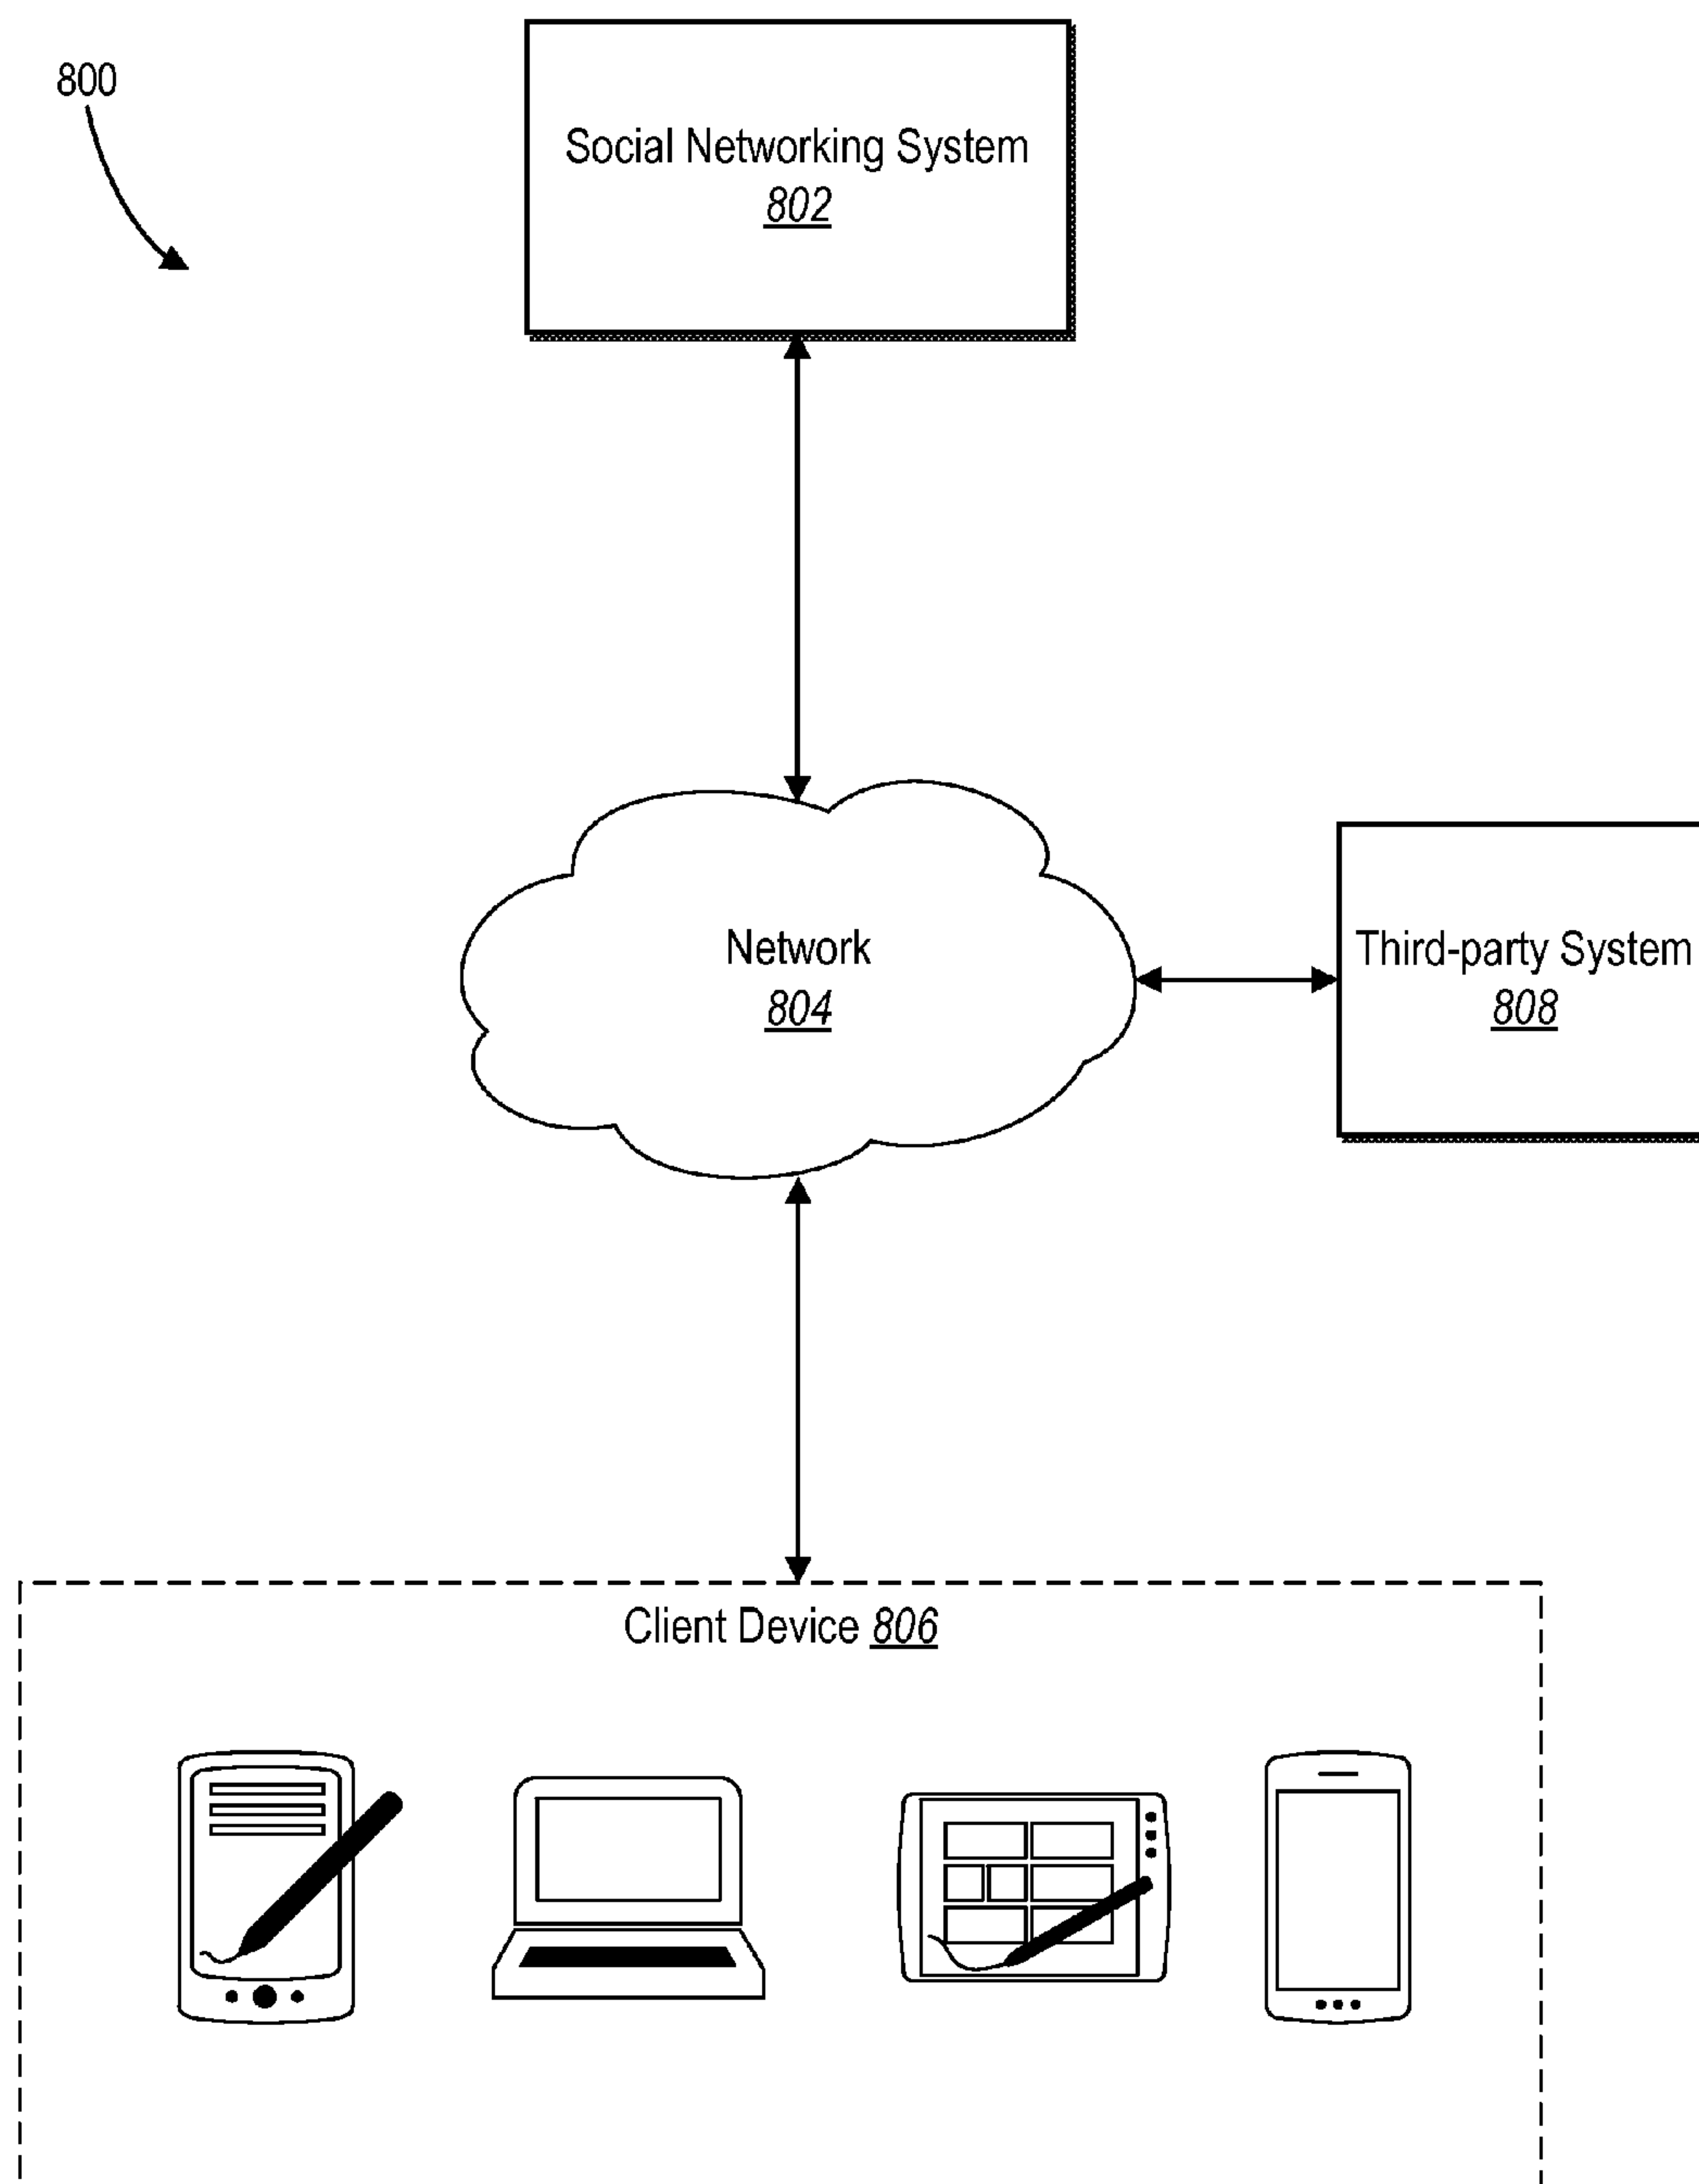 800
Social Networking System
802
Network
804
Third-party System
808
Client Device 806